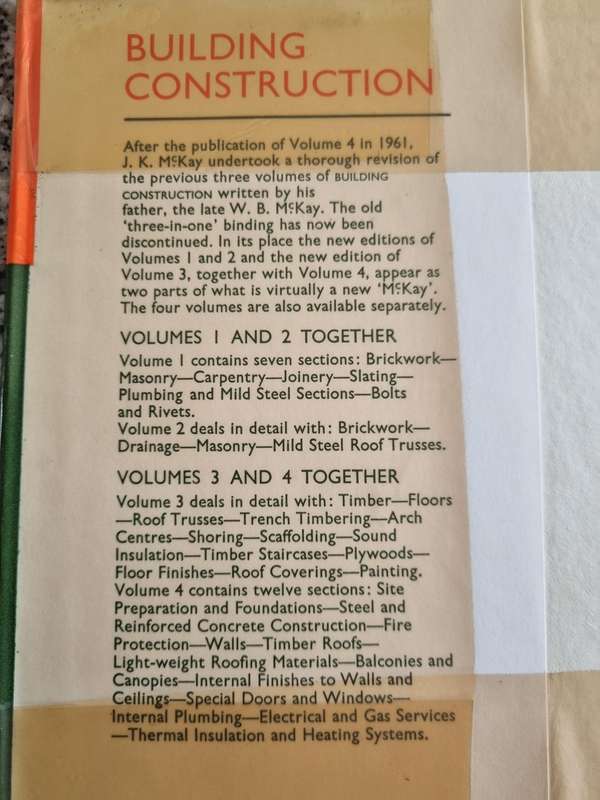 BUILDING
CONSTRUCTION
After the publication of Volume 4 in 1961,
J. K. McKay undertook a thorough revision of
the previous three volumes of BUILDING
CONSTRUCTION written by his
father, the late W. B. McKay. The old
‘three-in-one’ binding has now been
discontinued. In its place the new editions of
Volumes 1 and 2 and the new edition of
Volume 3, together with Volume 4, appear as
two parts of what is virtually a new ‘McKay’.
The four volumes are also available separately.
VOLUMES 1 AND 2 TOGETHER
Volume 1 contains seven sections: Brickwork—
Masonry—Carpentry—Joinery—Slating—
Plumbing and Mild Steel Sections—Bolts
and Rivets.
Volume 2 deals in detail with: Brickwork—
Drainage—Masonry—Mild Steel Roof Trusses.
VOLUMES 3 AND 4 TOGETHER
Volume 3 deals in detail with: Timber—Floors
—Roof Trusses—Trench Timbering—Arch
Centres—Shoring—Scaffolding—Sound
Insulation—Timber Staircases—Plywoods—
Floor Finishes—Roof Coverings—Painting.
Volume 4 contains twelve sections: Site
Preparation and Foundations—Steel and
Reinforced Concrete Construction—Fire
Protection—Walls—Timber Roofs—
Light-weight Roofing Materials—Balconies and
Canopies—Internal Finishes to Walls and
Ceilings—Special Doors and Windows—
Internal Plumbing—Electrical and Gas Services
—Thermal Insulation and Heating Systems.